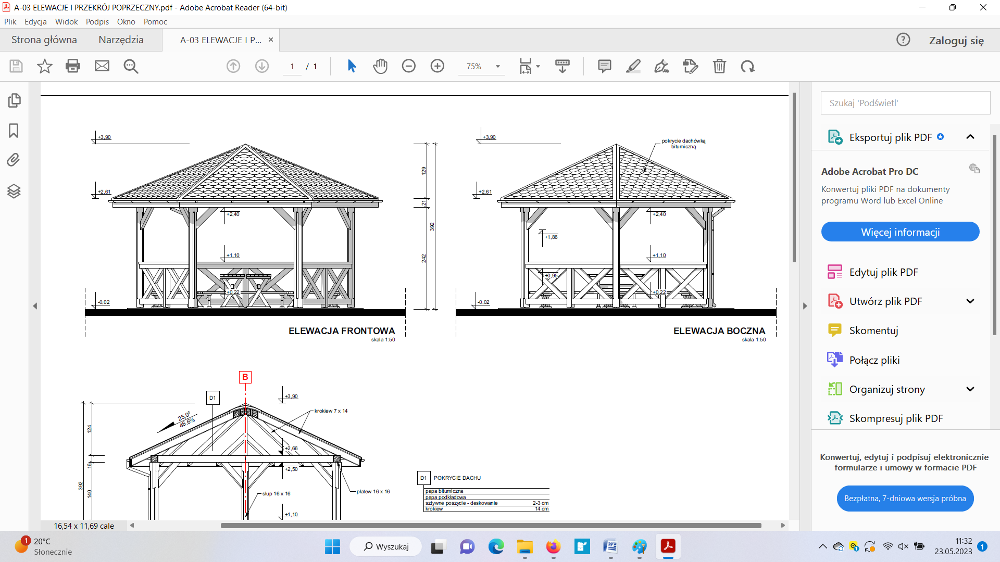 A-03 ELEWACJE I PRZEKRÓJ POPRZECZNY.pdf - Adobe Acrobat Reader (64-bit)
Plik Edycja Widok Podpis Okno Pomoc
Strona główna Narzędzia A-03 ELEWACJE I P... × ? Zaloguj się
1 / 1 75%
Szukaj 'Podświetl'
Eksportuj plik PDF
Adobe Acrobat Pro DC
Konwertuj pliki PDF na dokumenty
programu Word lub Excel Online
Więcej informacji
Edytuj plik PDF
Utwórz plik PDF
Skomentuj
Połącz pliki
Organizuj strony
Skompresuj plik PDF
Konwertuj, edytuj i podpisuj elektronicznie
formularze i umowy w formacie PDF
Bezpłatna, 7-dniowa wersja próbna
+3,90
+2,61
+2,40
+1,10
+0,22
-0,02
129
21
242
392
ELEWACJA FRONTOWA
skala 1:50
+3,90
pokrycie dachówką
bitumiczną
+2,61
+2,40
+1,86
+1,10
+0,95
+0,22
-0,02
ELEWACJA BOCZNA
skala 1:50
B
D1
+3,90
25,0⁰
46,6%
krokiew 7 x 14
124
+2,66
16
+2,50
392
140
słup 16 x 16
płatew 16 x 16
+1,10
D1 POKRYCIE DACHU
papa bitumiczna
papa podkładowa
sztywne poszycie - deskowanie 2-3 cm
krokiew 14 cm
16,54 x 11,69 cale
1
20°C
Słonecznie
Wyszukaj
11:32
23.05.2023
1